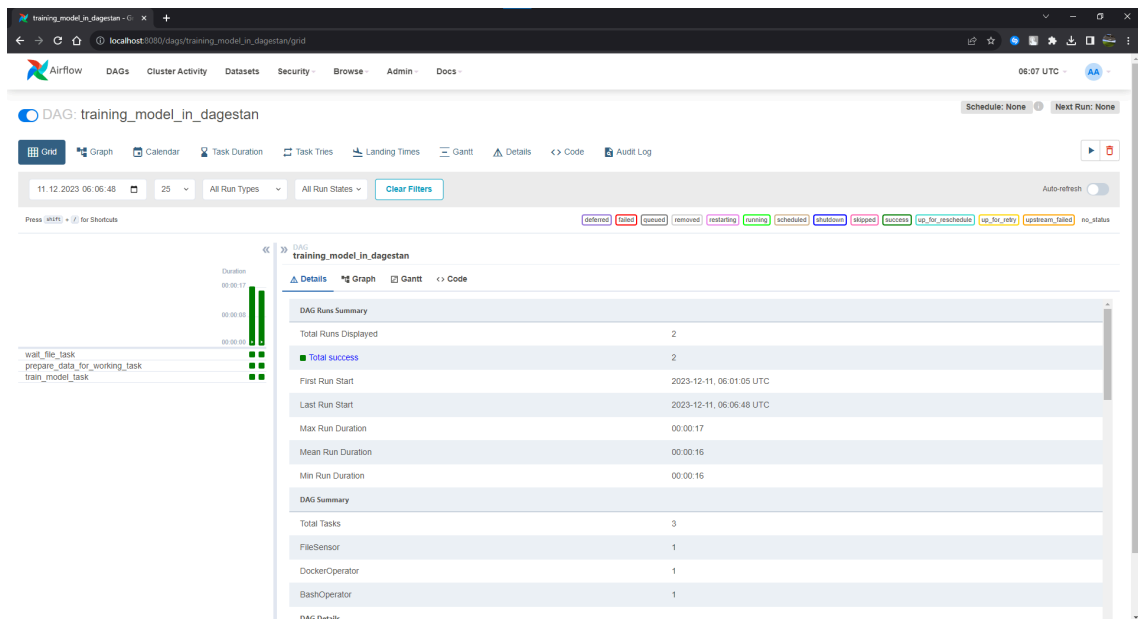 training_model_in_dagestan - G
localhost:8080/dags/training_model_in_dagestan/grid
Airflow DAGs Cluster Activity Datasets Security Browse Admin Docs 06:07 UTC AA
DAG: training_model_in_dagestan Schedule: None Next Run: None
Grid Graph Calendar Task Duration Task Tries Landing Times Gantt Details <> Code Audit Log
11.12.2023 06:06:48 25 All Run Types All Run States Clear Filters Auto-refresh
Press shift + / for Shortcuts deferred failed queued removed restarting running scheduled shutdown skipped success up_for_reschedule up_for_retry upstream_failed no_status
DAG
training_model_in_dagestan
Duration
00:00:17
00:00:08
00:00:00
wait_file_task
prepare_data_for_working_task
train_model_task
Details Graph Gantt <> Code
DAG Runs Summary
Total Runs Displayed 2
Total success 2
First Run Start 2023-12-11, 06:01:05 UTC
Last Run Start 2023-12-11, 06:06:48 UTC
Max Run Duration 00:00:17
Mean Run Duration 00:00:16
Min Run Duration 00:00:16
DAG Summary
Total Tasks 3
FileSensor 1
DockerOperator 1
BashOperator 1
DAG Details